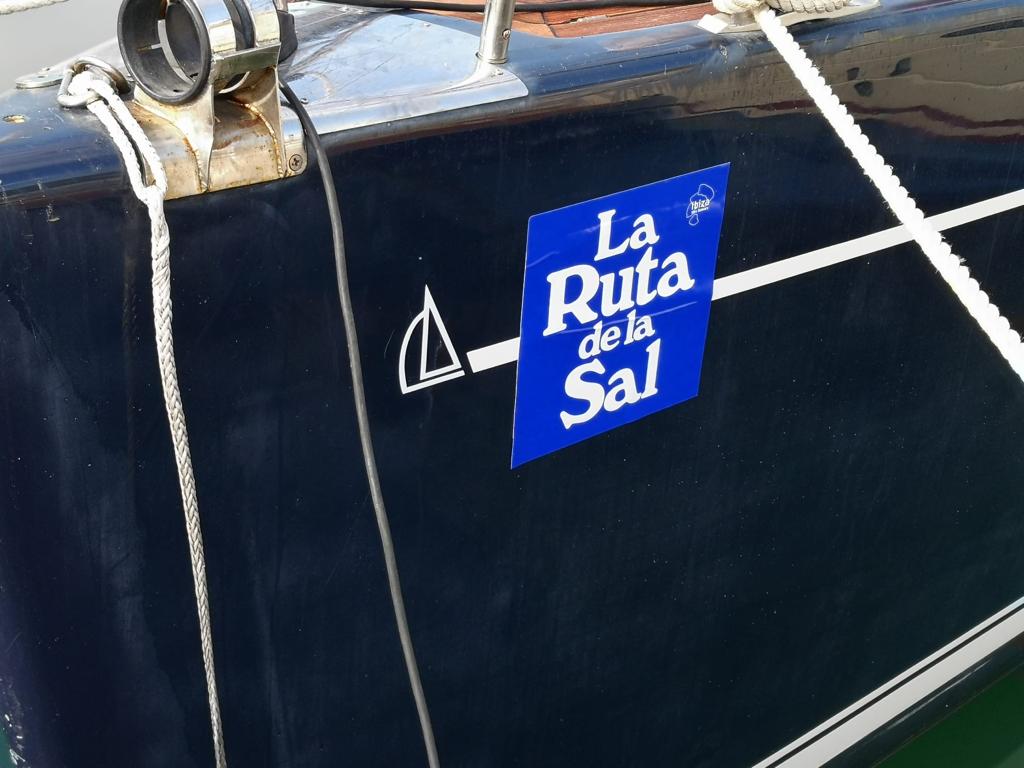 ibiza
La
Ruta
de la
Sal